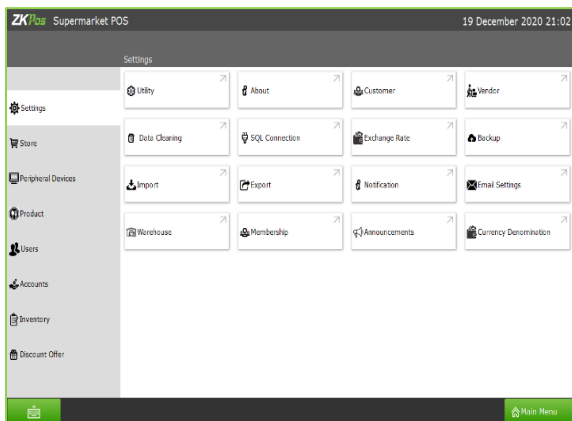 ZKPos Supermarket POS 19 December 2020 21:02
Settings
Utility About Customer Vendor
Settings
Store Data Cleaning SQL Connection Exchange Rate Backup
Peripheral Devices Import Export Notification Email Settings
Product
Warehouse Membership Announcements Currency Denomination
Users
Accounts
Inventory
Discount Offer
Main Menu